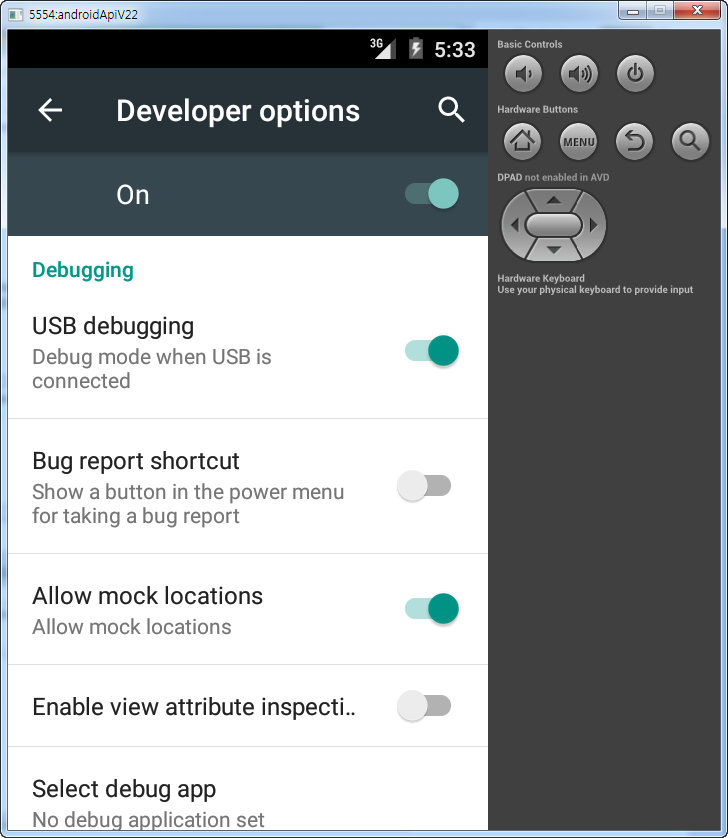 5554:androidApiV22
3G 5:33
Developer options
On
Debugging
USB debugging
Debug mode when USB is
connected
Bug report shortcut
Show a button in the power menu
for taking a bug report
Allow mock locations
Allow mock locations
Enable view attribute inspecti..
Select debug app
No debug application set
Basic Controls
Hardware Buttons
MENU
DPAD not enabled in AVD
Hardware Keyboard
Use your physical keyboard to provide input